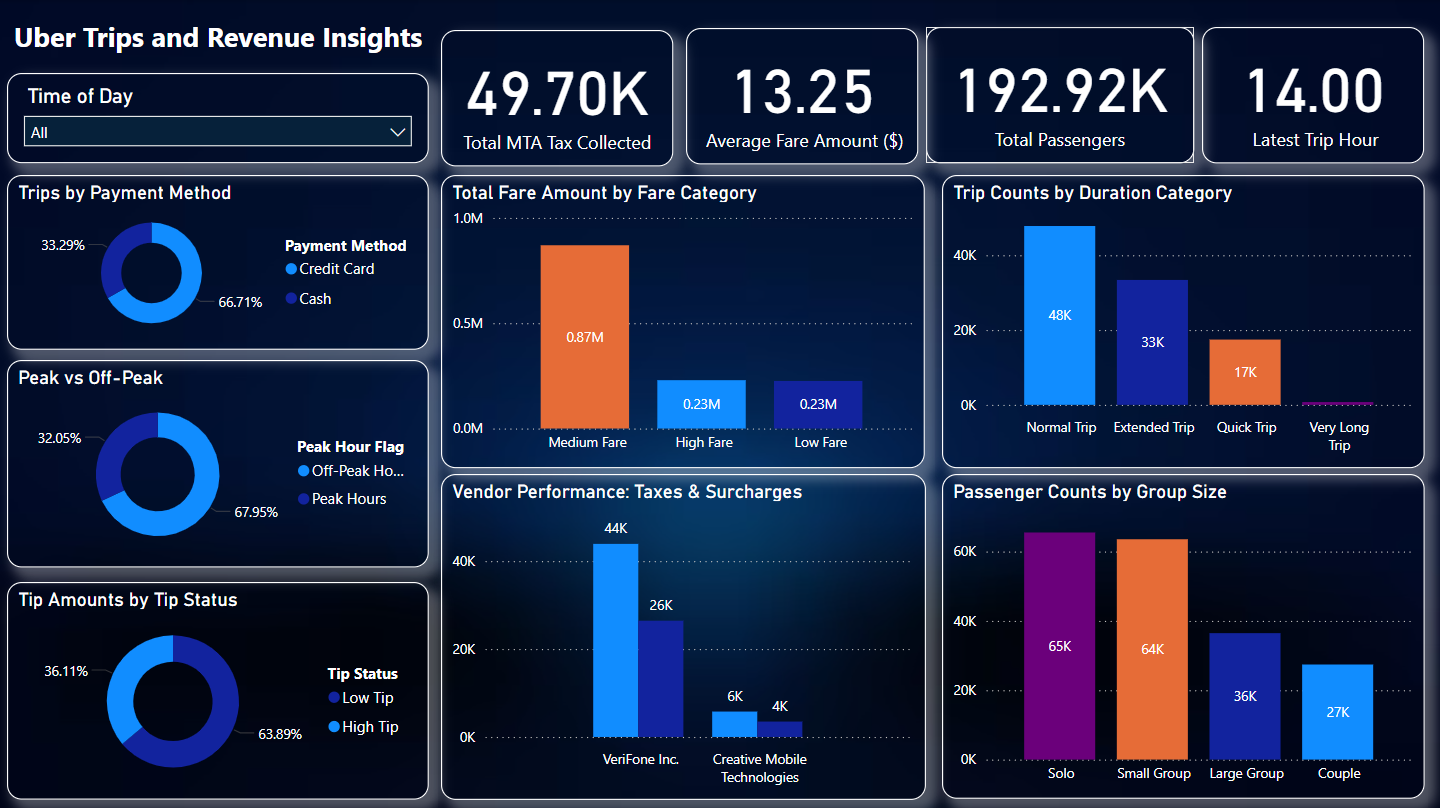 Uber Trips and Revenue Insights
Time of Day
All
49.70K
Total MTA Tax Collected
13.25
Average Fare Amount ($)
192.92K
Total Passengers
14.00
Latest Trip Hour
Trips by Payment Method
33.29%
66.71%
Payment Method
Credit Card
Cash
Peak vs Off-Peak
32.05%
67.95%
Peak Hour Flag
Off-Peak Ho...
Peak Hours
Tip Amounts by Tip Status
36.11%
63.89%
Tip Status
Low Tip
High Tip
Total Fare Amount by Fare Category
1.0M
0.5M
0.0M
0.87M
0.23M
0.23M
Medium Fare
High Fare
Low Fare
Vendor Performance: Taxes & Surcharges
40K
20K
0K
44K
26K
6K
4K
VeriFone Inc.
Creative Mobile
Technologies
Trip Counts by Duration Category
40K
20K
0K
48K
33K
17K
Normal Trip
Extended Trip
Quick Trip
Very Long
Trip
Passenger Counts by Group Size
60K
40K
20K
0K
65K
64K
36K
27K
Solo
Small Group
Large Group
Couple